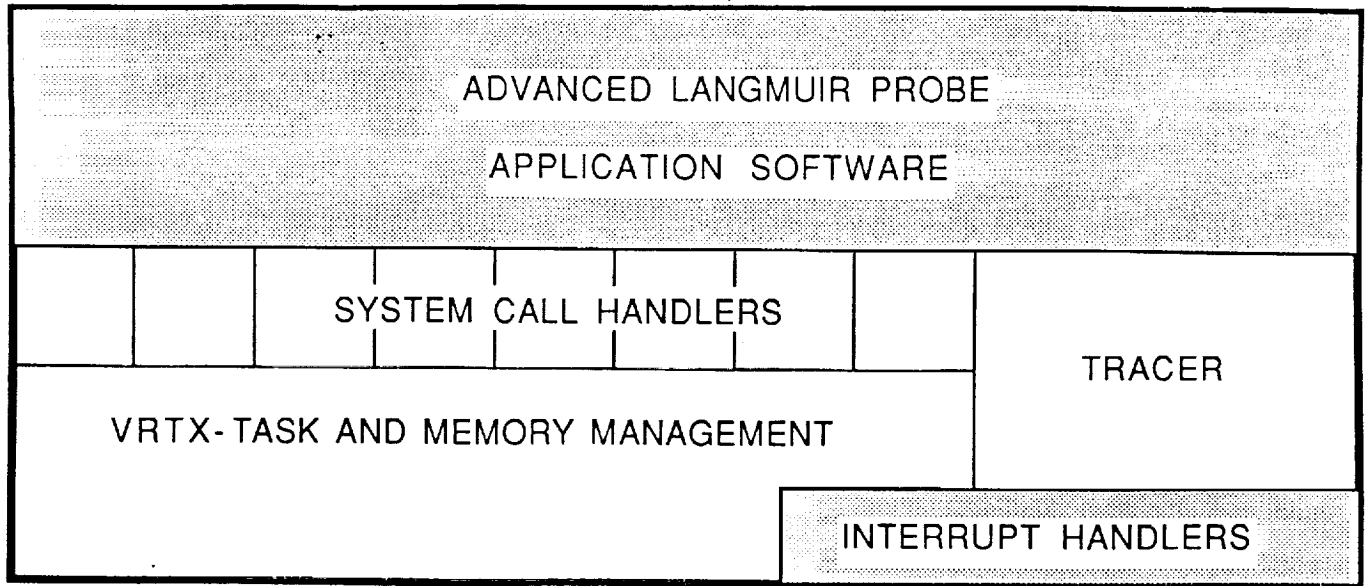 ADVANCED LANGMUIR PROBE
APPLICATION SOFTWARE
SYSTEM CALL HANDLERS
TRACER
VRTX-TASK AND MEMORY MANAGEMENT
INTERRUPT HANDLERS